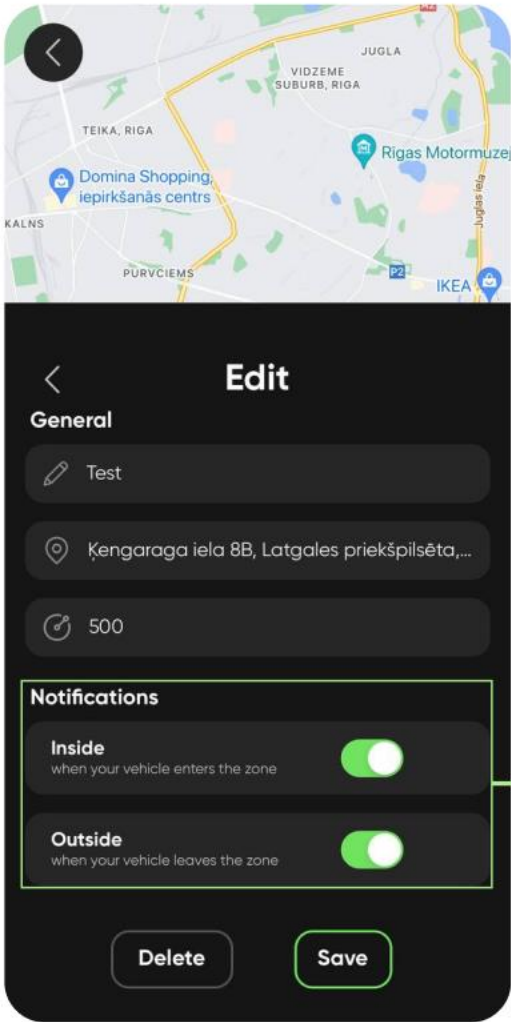 JUGLA
VIDZEME
SUBURB, RIGA
TEIKA, RIGA
Rigas Motormuzej
Domina Shopping,
iepirkšanās centrs
Juglas iela
KALNS
PURVCIEMS
P2
IKEA
Edit
General
Test
Ķengaraga iela 8B, Latgales priekšpilsēta,...
500
Notifications
Inside
when your vehicle enters the zone
Outside
when your vehicle leaves the zone
Delete
Save